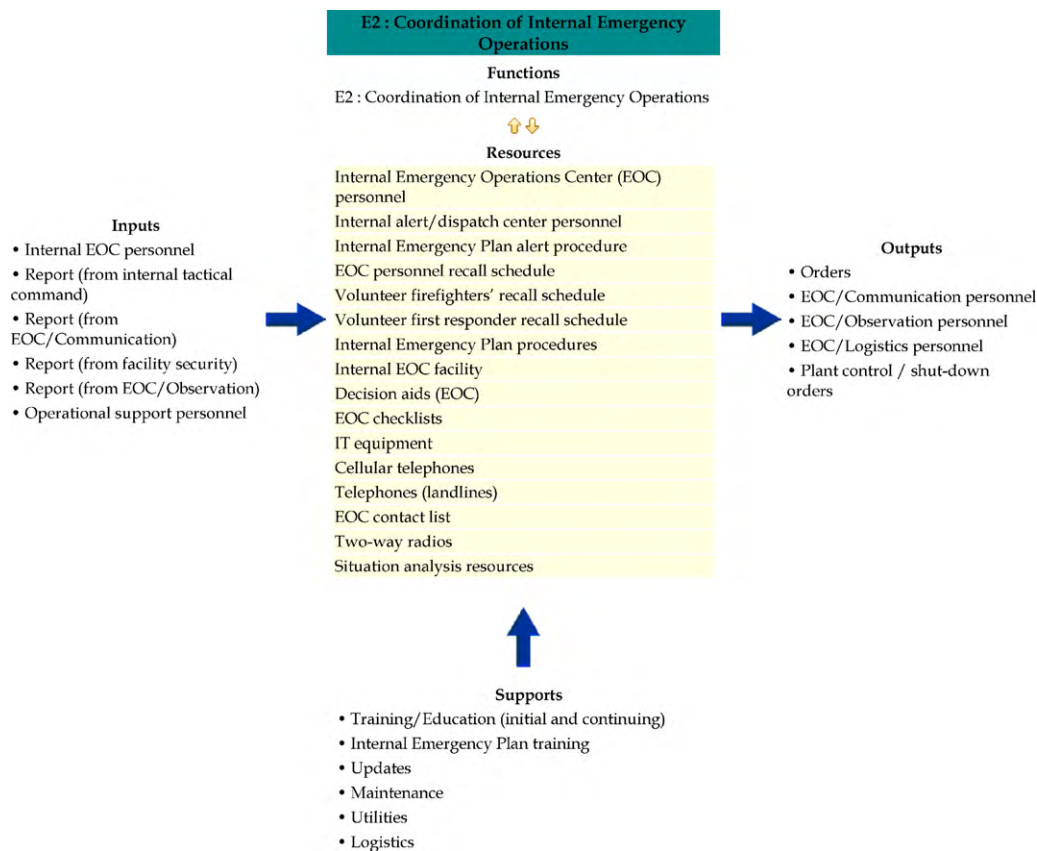 E2 : Coordination of Internal Emergency
Operations
Functions
E2 : Coordination of Internal Emergency Operations
Resources
Internal Emergency Operations Center (EOC)
personnel
Internal alert/dispatch center personnel
Internal Emergency Plan alert procedure
EOC personnel recall schedule
Volunteer firefighters’ recall schedule
Volunteer first responder recall schedule
Internal Emergency Plan procedures
Internal EOC facility
Decision aids (EOC)
EOC checklists
IT equipment
Cellular telephones
Telephones (landlines)
EOC contact list
Two-way radios
Situation analysis resources
Inputs
• Internal EOC personnel
• Report (from internal tactical
command)
• Report (from
EOC/Communication)
• Report (from facility security)
• Report (from EOC/Observation)
• Operational support personnel
Outputs
• Orders
• EOC/Communication personnel
• EOC/Observation personnel
• EOC/Logistics personnel
• Plant control / shut-down
orders
Supports
• Training/Education (initial and continuing)
• Internal Emergency Plan training
• Updates
• Maintenance
• Utilities
• Logistics